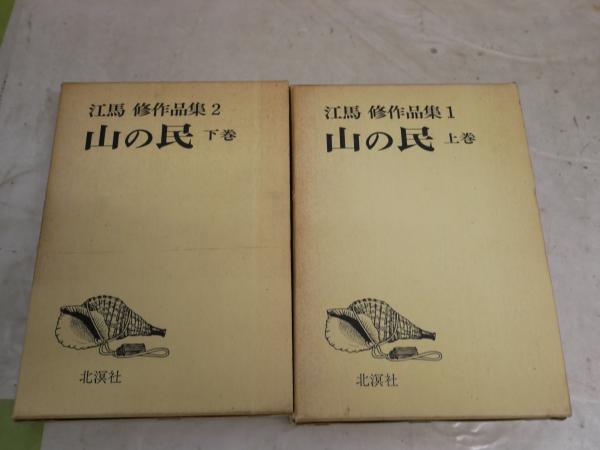 江馬 修作品集2
山の民 下巻
北溟社
江馬 修作品集1
山の民 上巻
北溟社